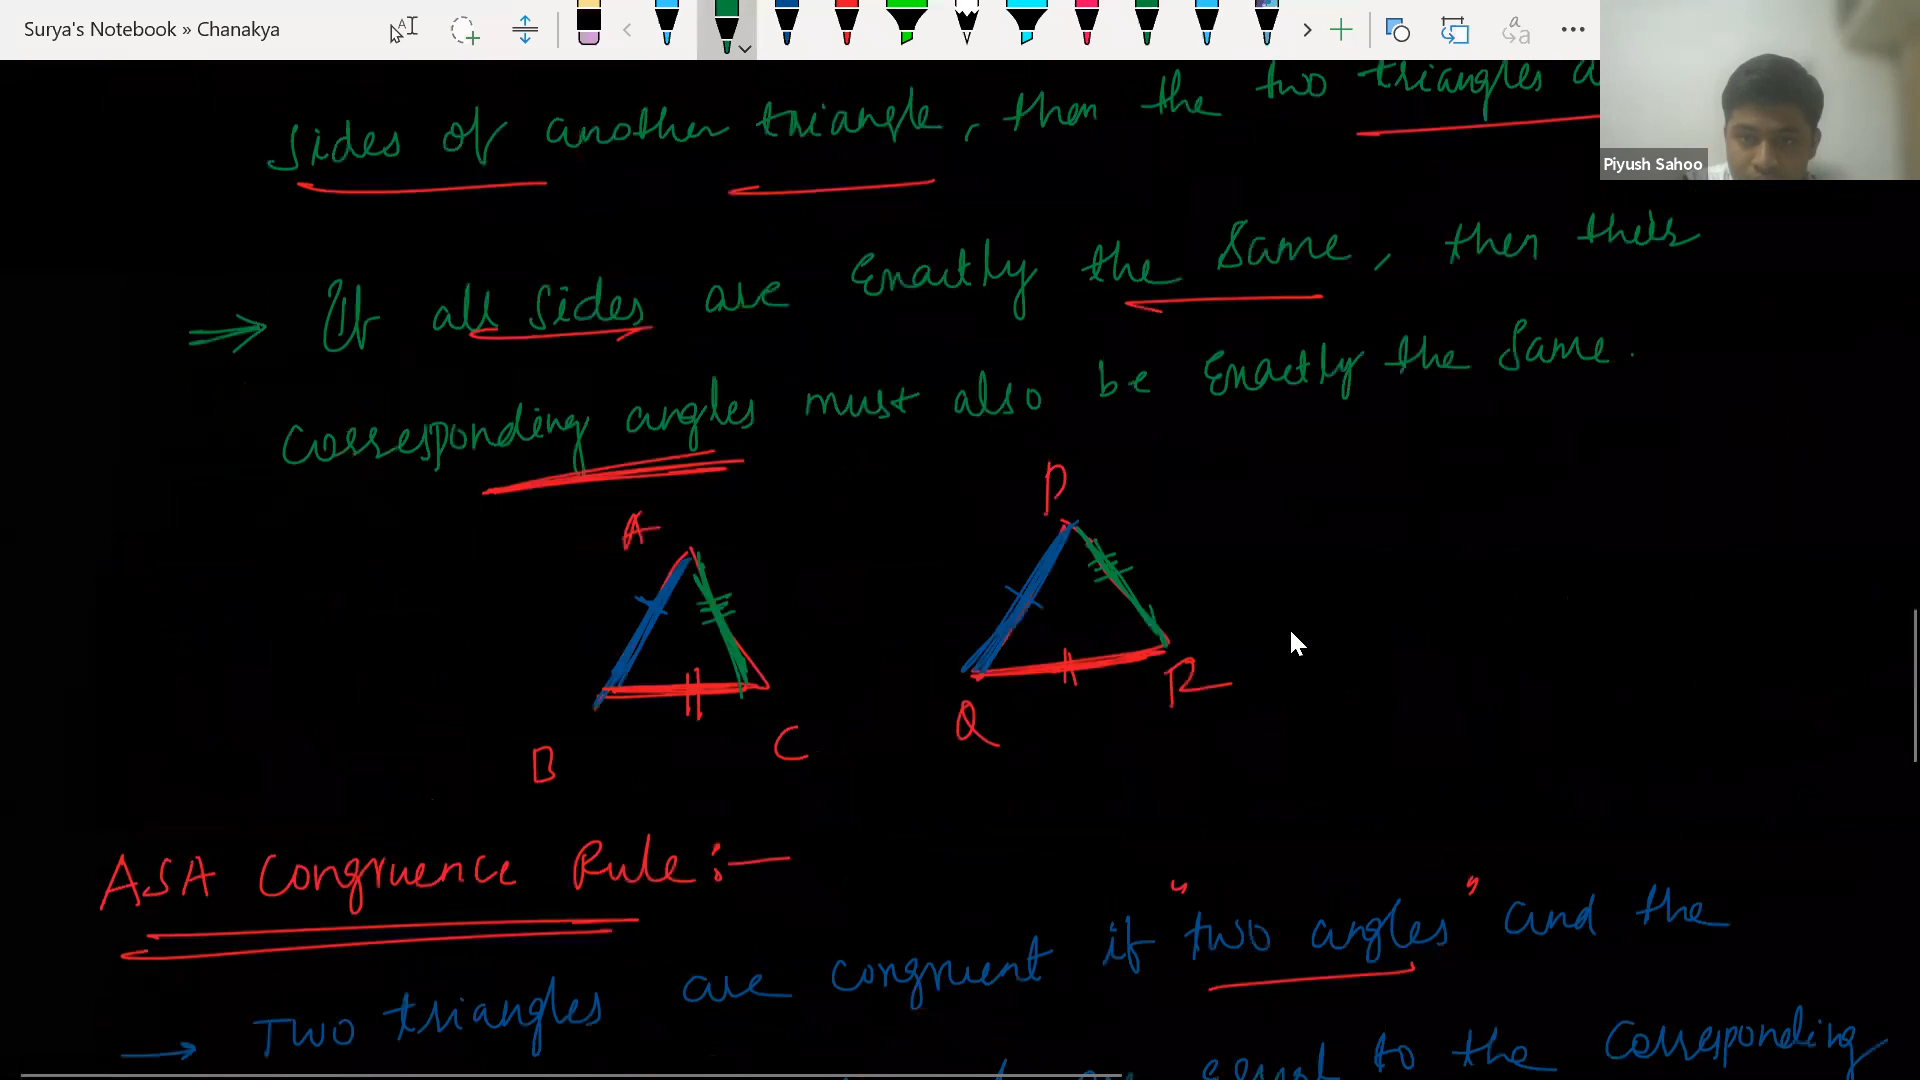 Surya's Notebook » Chanakya
Piyush Sahoo
Sides of another triangle, then the two triangles
⇒ If all sides are Exactly the Same, then their
corresponding angles must also be Exactly the Same.
A
P
B
C
Q
R
ASA Congruence Rule:—
→ Two triangles are congruent if "two angles" and the
equal to the corresponding